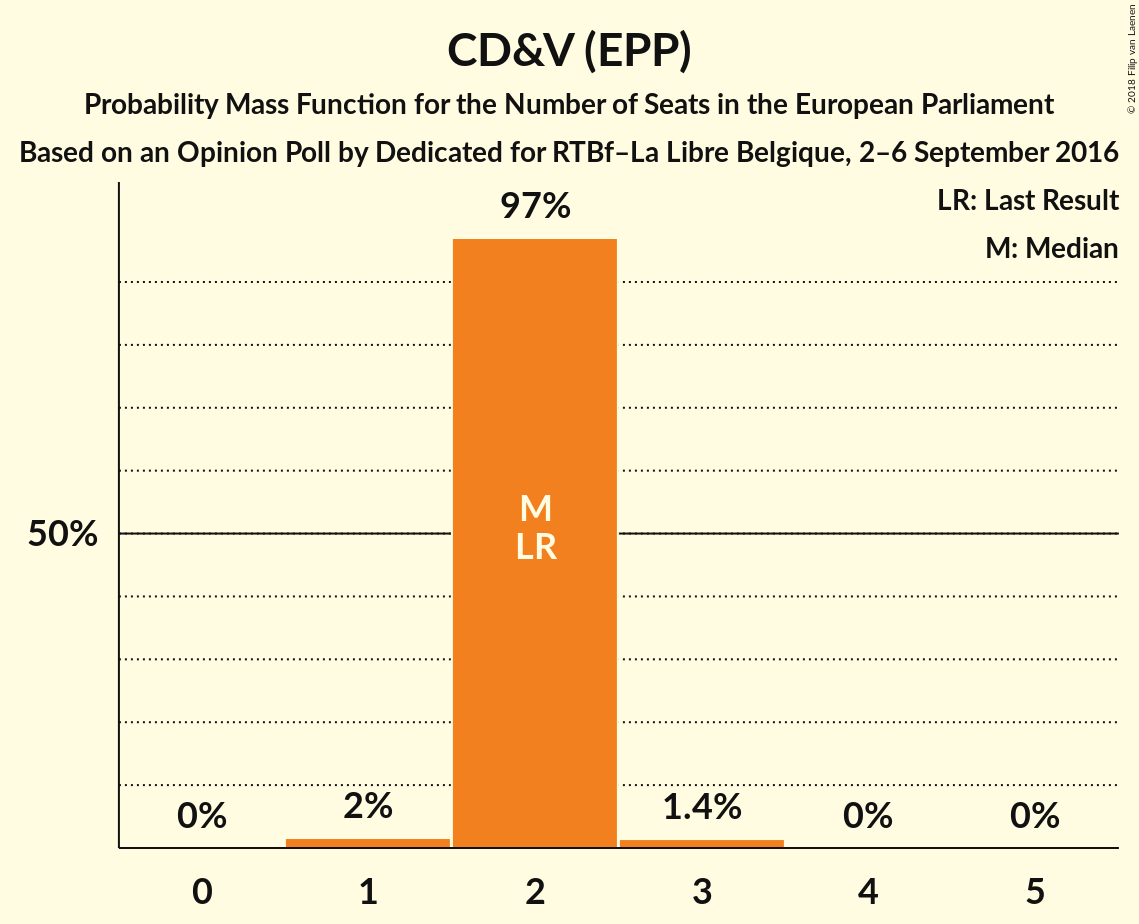 CD&V (EPP)
Probability Mass Function for the Number of Seats in the European Parliament
Based on an Opinion Poll by Dedicated for RTBf–La Libre Belgique, 2–6 September 2016
© 2018 Filip van Laenen
LR: Last Result
M: Median
97%
50%
M
LR
0%
2%
1.4%
0%
0%
0
1
2
3
4
5